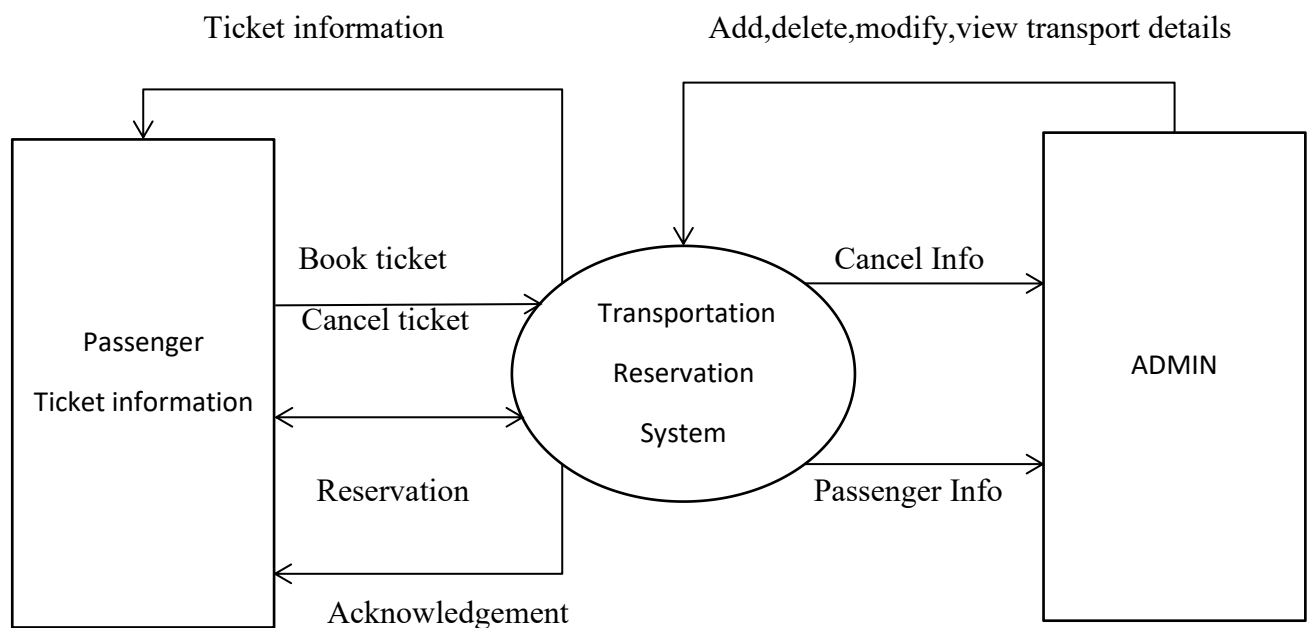 Ticket information
Add,delete,modify,view transport details
Book ticket
Cancel ticket
Passenger
Ticket information
Reservation
Acknowledgement
Transportation
Reservation
System
Cancel Info
Passenger Info
ADMIN